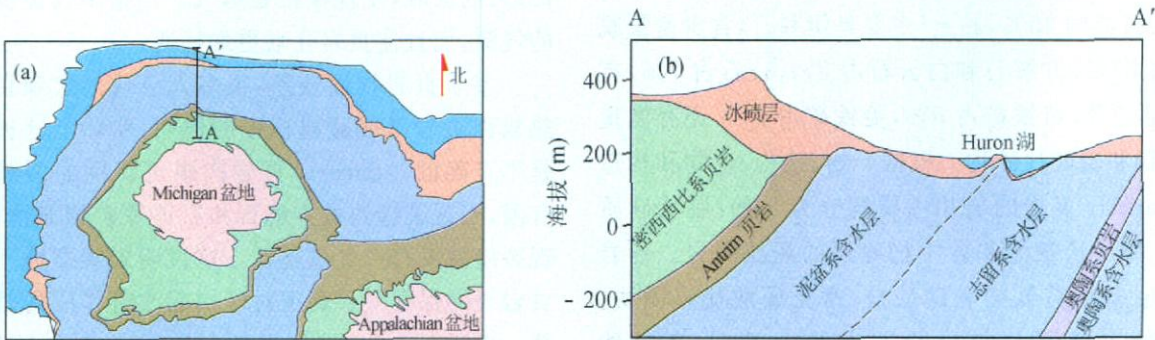 (a)
A′
北
A
Michigan 盆地
Appalachian 盆地
A
A′
(b)
400
200
0
- 200
海拔 (m)
冰碛层
Huron 湖
密西西比系页岩
Antrim 页岩
泥盆系含水层
志留系含水层
奥陶系页岩
奥陶系含水层